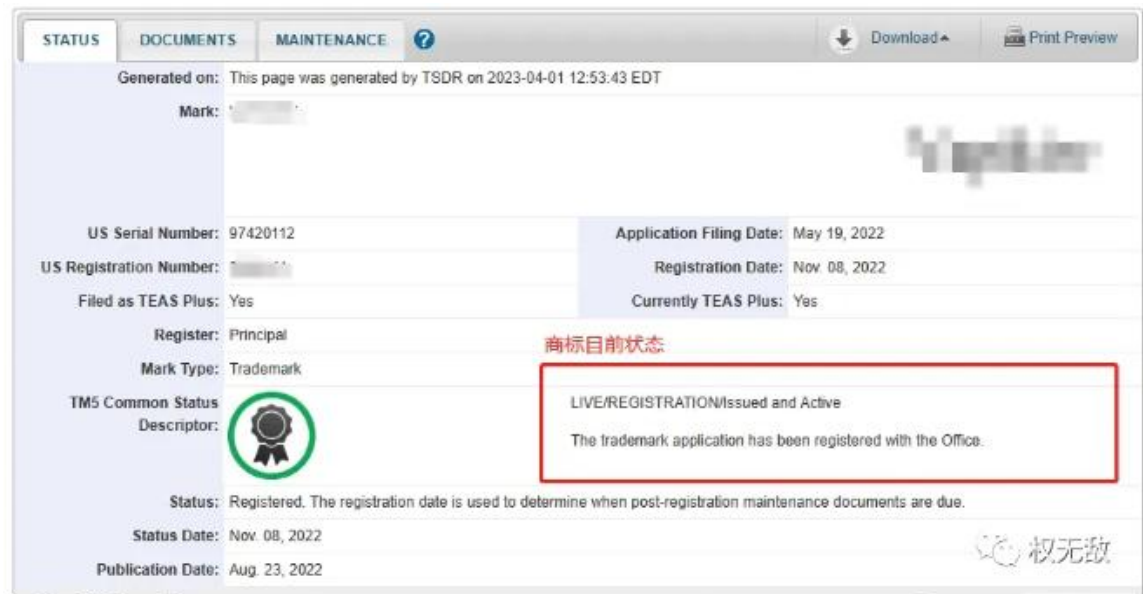 STATUS DOCUMENTS MAINTENANCE ? Download Print Preview
Generated on: This page was generated by TSDR on 2023-04-01 12:53:43 EDT
Mark:
US Serial Number: 97420112 Application Filing Date: May 19, 2022
US Registration Number: Registration Date: Nov. 08, 2022
Filed as TEAS Plus: Yes Currently TEAS Plus: Yes
Register: Principal
商标目前状态
Mark Type: Trademark
TM5 Common Status Descriptor: LIVE/REGISTRATION/Issued and Active
The trademark application has been registered with the Office.
Status: Registered. The registration date is used to determine when post-registration maintenance documents are due.
Status Date: Nov. 08, 2022
权无敌
Publication Date: Aug. 23, 2022